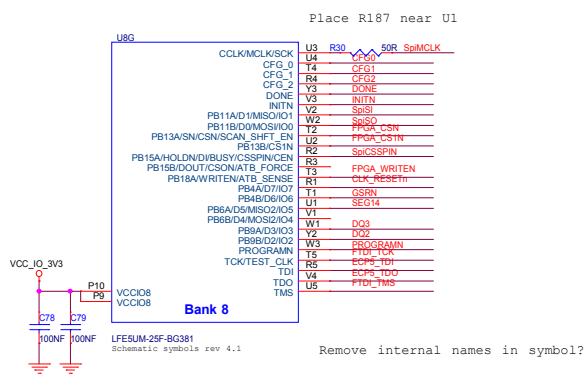 Place R187 near U1
U8G
CCLK/MCLK/SCK U3 R30 50R SpiMCLK
CFG_0 U4 CFG0
CFG_1 T4 CFG1
CFG_2 R4 CFG2
DONE Y3 DONE
INITN V3 INITN
PB11A/D1/MISO/IO1 V2 SpiSI
PB11B/D0/MOSI/IO0 W2 SpiSO
PB13A/SN/CSN/SCAN_SHFT_EN T2 FPGA_CSN
PB13B/CS1N U2 FPGA_CS1N
PB15A/HOLDN/DI/BUSY/CSSPIN/CEN R2 SpiCSSPIN
PB15B/DOUT/CSON/ATB_FORCE R3
PB18A/WRITEN/ATB_SENSE T3 FPGA_WRITEN
PB4A/D7/IO7 R1 CLK_RESETn
PB4B/D6/IO6 T1 GSRN
PB6A/D5/MISO2/IO5 U1 SEG14
PB6B/D4/MOSI2/IO4 V1
PB9A/D3/IO3 W1 DQ3
PB9B/D2/IO2 Y2 DQ2
PROGRAMN W3 PROGRAMN
TCK/TEST_CLK T5 FTDI_TCK
TDI R5 ECP5_TDI
TDO V4 ECP5_TDO
TMS U5 FTDI_TMS
VCC_IO_3V3
P10 VCCIO8
P9 VCCIO8
Bank 8
C78 C79
100NF 100NF
LFE5UM-25F-BG381
Schematic symbols rev 4.1
Remove internal names in symbol?